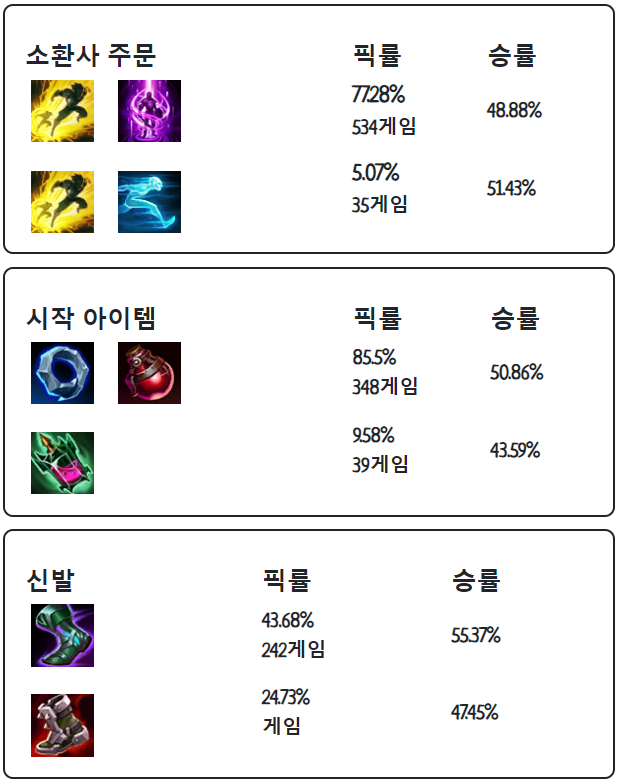 소환사 주문 픽률 승률
77.28%
534게임
48.88%
5.07%
35게임
51.43%
시작 아이템 픽률 승률
85.5%
348게임
50.86%
9.58%
39게임
43.59%
신발 픽률 승률
43.68%
242게임
55.37%
24.73%
게임
47.45%